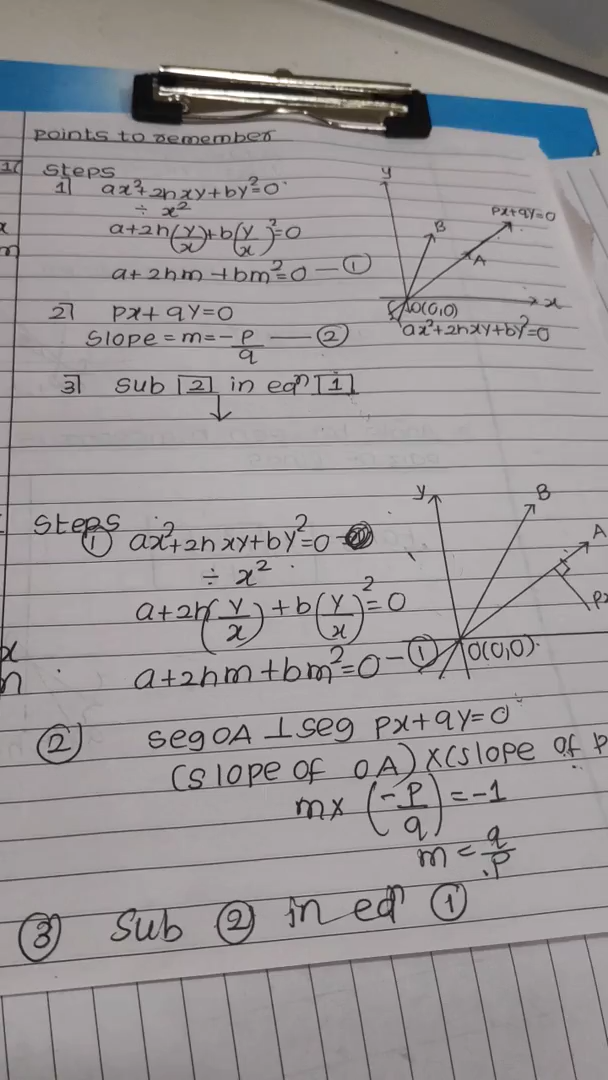 points to remember
Steps
1] ax²+2hxy+by²=0
÷ x²
a+2h(y/x)+b(y/x)²=0
a+2hm+bm²=0 — ①
2] px+qy=0
Slope=m=-p/q — ②
3] Sub [2] in eqⁿ [1]
↓
y
B
px+qy=0
A
x
O(0,0)
ax²+2hxy+by²=0
Steps
① ax²+2hxy+by²=0
÷ x²
a+2h(y/x)+b(y/x)²=0
a+2hm+bm²=0 — ①
② seg OA ⊥ seg px+qy=0
(slope of OA)×(slope of p
m×(-p/q)=-1
m=q/p
③ Sub ② in eqⁿ ①
y
B
A
px
O(0,0)